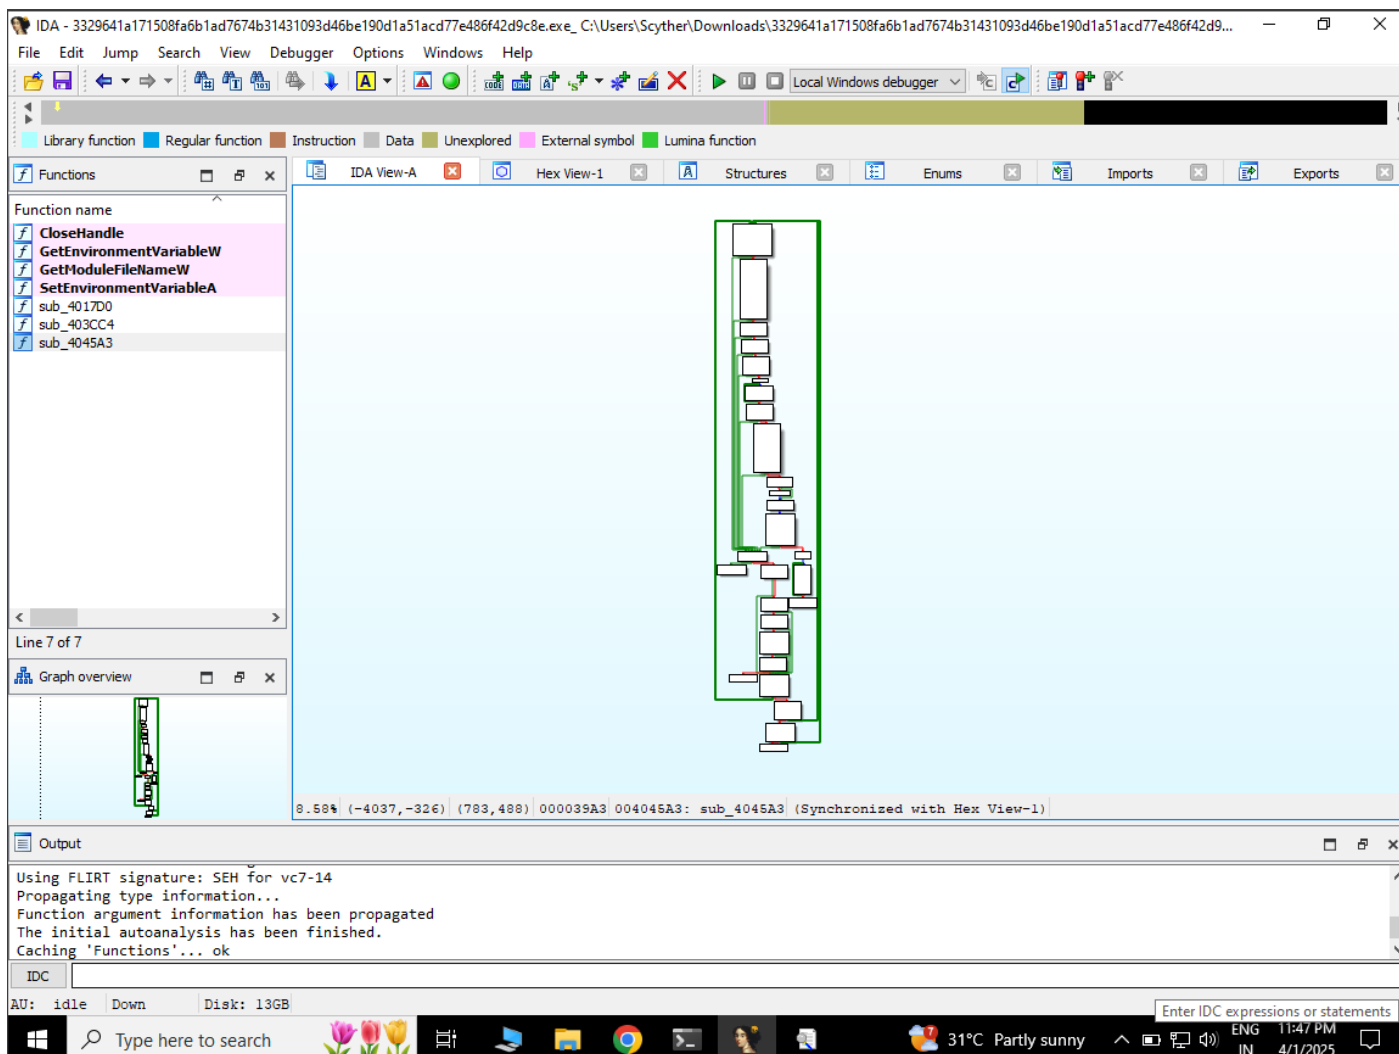 IDA - 3329641a171508fa6b1ad7674b31431093d46be190d1a51acd77e486f42d9c8e.exe_ C:\Users\Scyther\Downloads\3329641a171508fa6b1ad7674b31431093d46be190d1a51acd77e486f42d9...
File Edit Jump Search View Debugger Options Windows Help
Local Windows debugger
Library function Regular function Instruction Data Unexplored External symbol Lumina function
Functions
IDA View-A Hex View-1 Structures Enums Imports Exports
Function name
f CloseHandle
f GetEnvironmentVariableW
f GetModuleFileNameW
f SetEnvironmentVariableA
f sub_4017D0
f sub_403CC4
f sub_4045A3
Line 7 of 7
Graph overview
8.58% (-4037,-326) (783,488) 000039A3 004045A3: sub_4045A3 (Synchronized with Hex View-1)
Output
Using FLIRT signature: SEH for vc7-14
Propagating type information...
Function argument information has been propagated
The initial autoanalysis has been finished.
Caching 'Functions'... ok
IDC
AU: idle Down Disk: 13GB
Enter IDC expressions or statements
Type here to search
7
31°C Partly sunny
ENG
IN
11:47 PM
4/1/2025